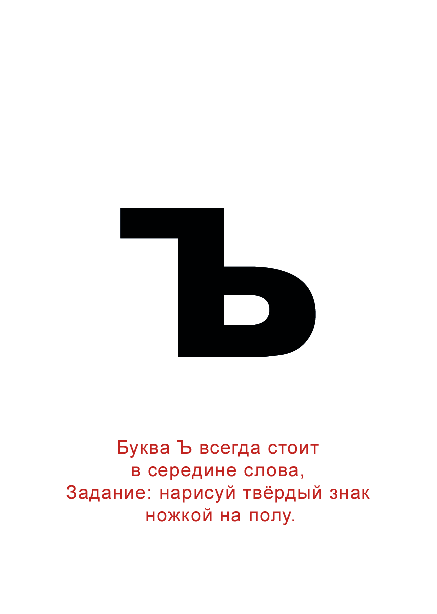 Ъ
Буква Ъ всегда стоит
в середине слова,
Задание: нарисуй твёрдый знак
ножкой на полу.